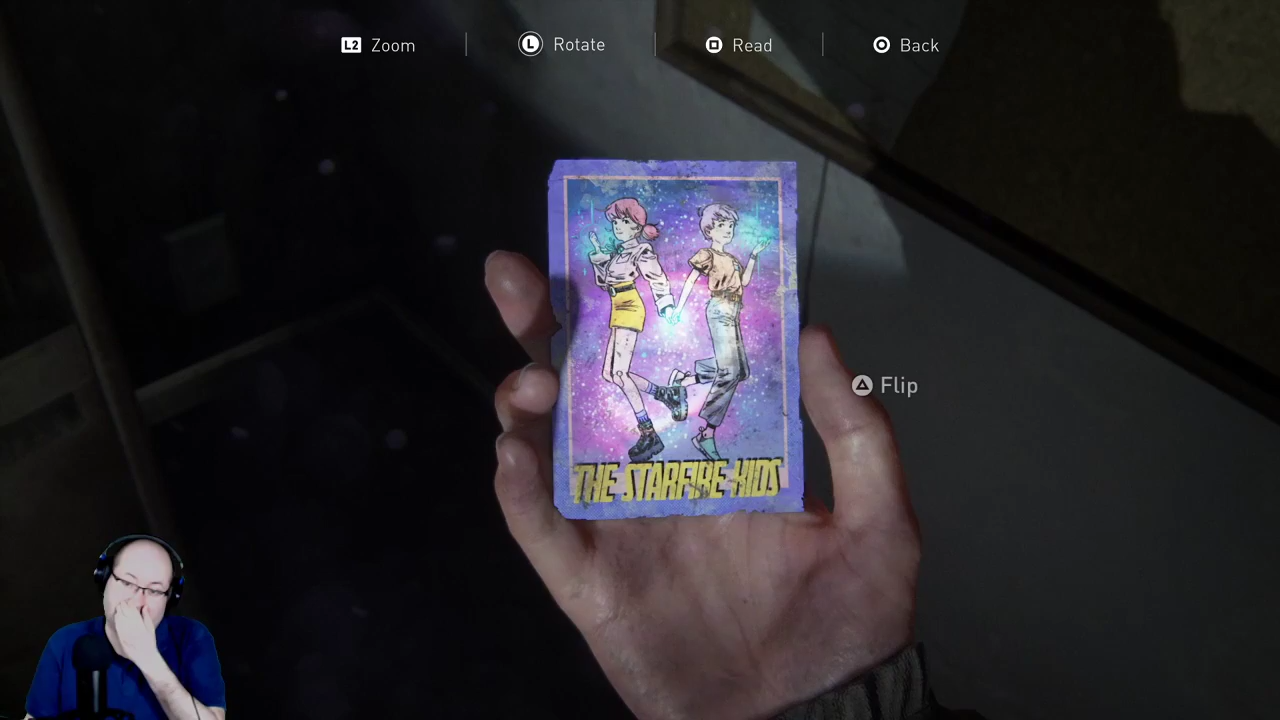 L2 Zoom
L Rotate
Read
Back
Flip
THE STARFIRE KIDS